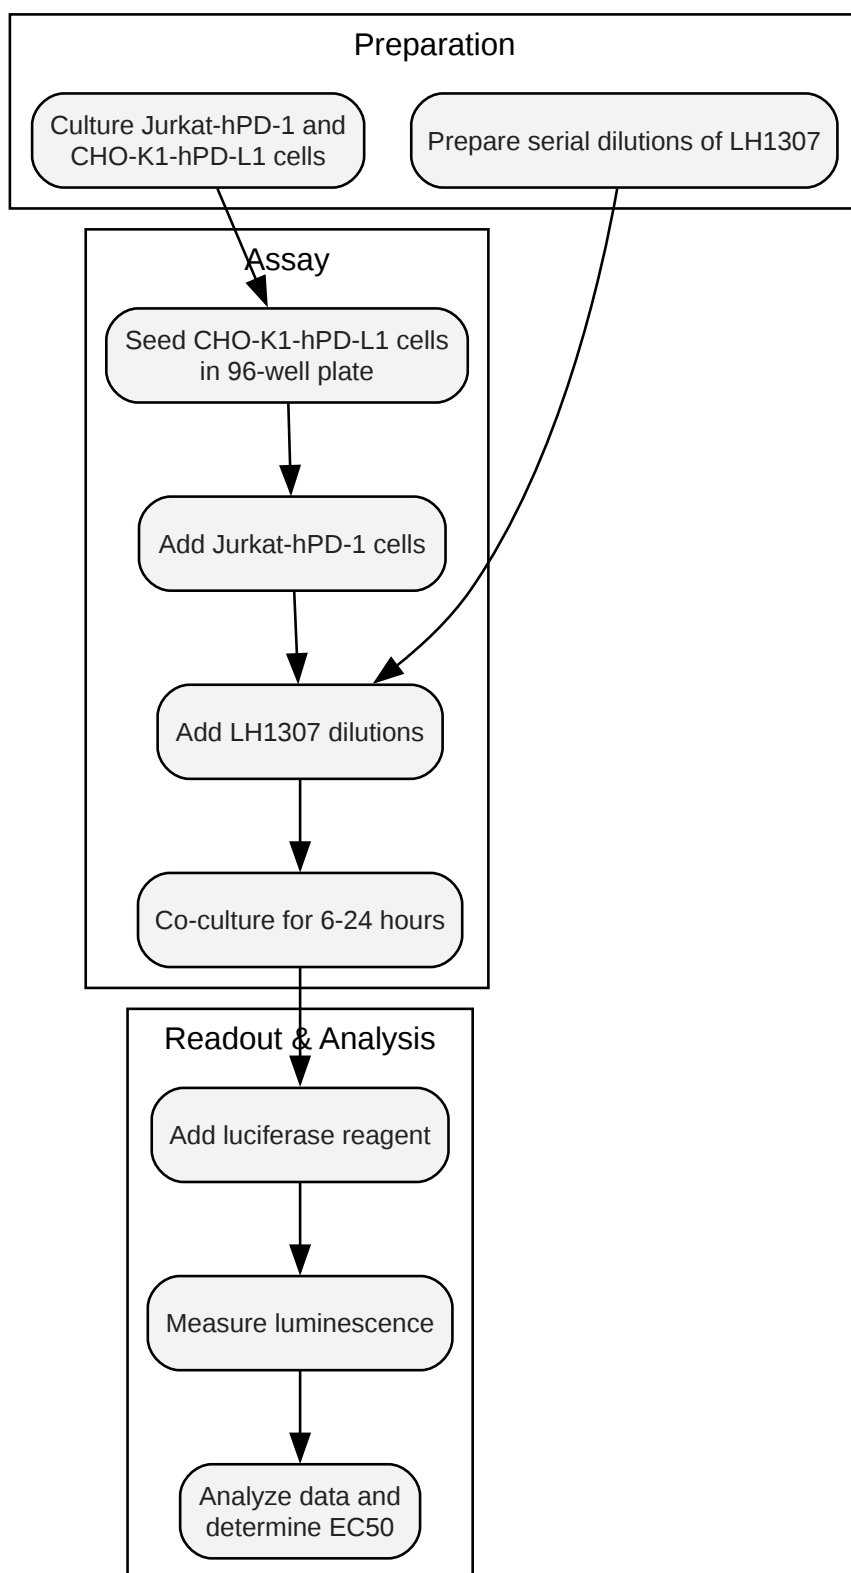 Preparation
Culture Jurkat-hPD-1 and
CHO-K1-hPD-L1 cells
Prepare serial dilutions of LH1307
Assay
Seed CHO-K1-hPD-L1 cells
in 96-well plate
Add Jurkat-hPD-1 cells
Add LH1307 dilutions
Co-culture for 6-24 hours
Readout & Analysis
Add luciferase reagent
Measure luminescence
Analyze data and
determine EC50